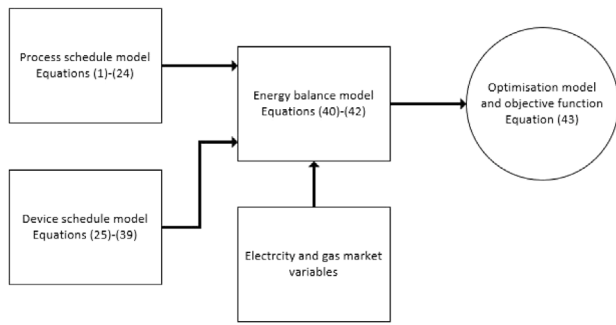 Process schedule model
Equations (1)-(24)
Energy balance model
Equations (40)-(42)
Optimisation model
and objective function
Equation (43)
Device schedule model
Equations (25)-(39)
Electrcity and gas market
variables